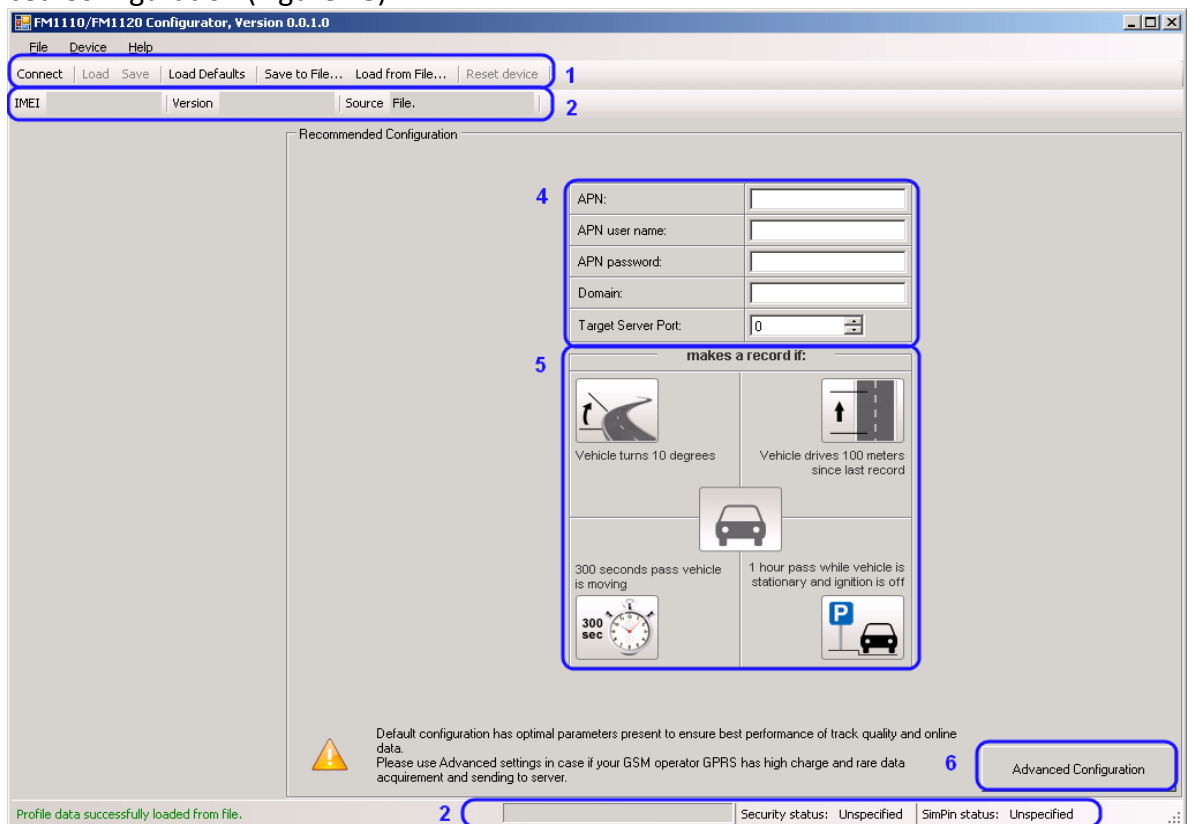 FM1110/FM1120 Configurator, Version 0.0.1.0
File Device Help
Connect Load Save Load Defaults Save to File... Load from File... Reset device 1
IMEI Version Source File. 2
Recommended Configuration
4 APN:
APN user name:
APN password:
Domain:
Target Server Port: 0
5 makes a record if:
Vehicle turns 10 degrees
Vehicle drives 100 meters
since last record
300 seconds pass vehicle
is moving
1 hour pass while vehicle is
stationary and ignition is off
300
sec
P
Default configuration has optimal parameters present to ensure best performance of track quality and online
data.
Please use Advanced settings in case if your GSM operator GPRS has high charge and rare data
acquirement and sending to server.
6 Advanced Configuration
Profile data successfully loaded from file. 2 Security status: Unspecified SimPin status: Unspecified